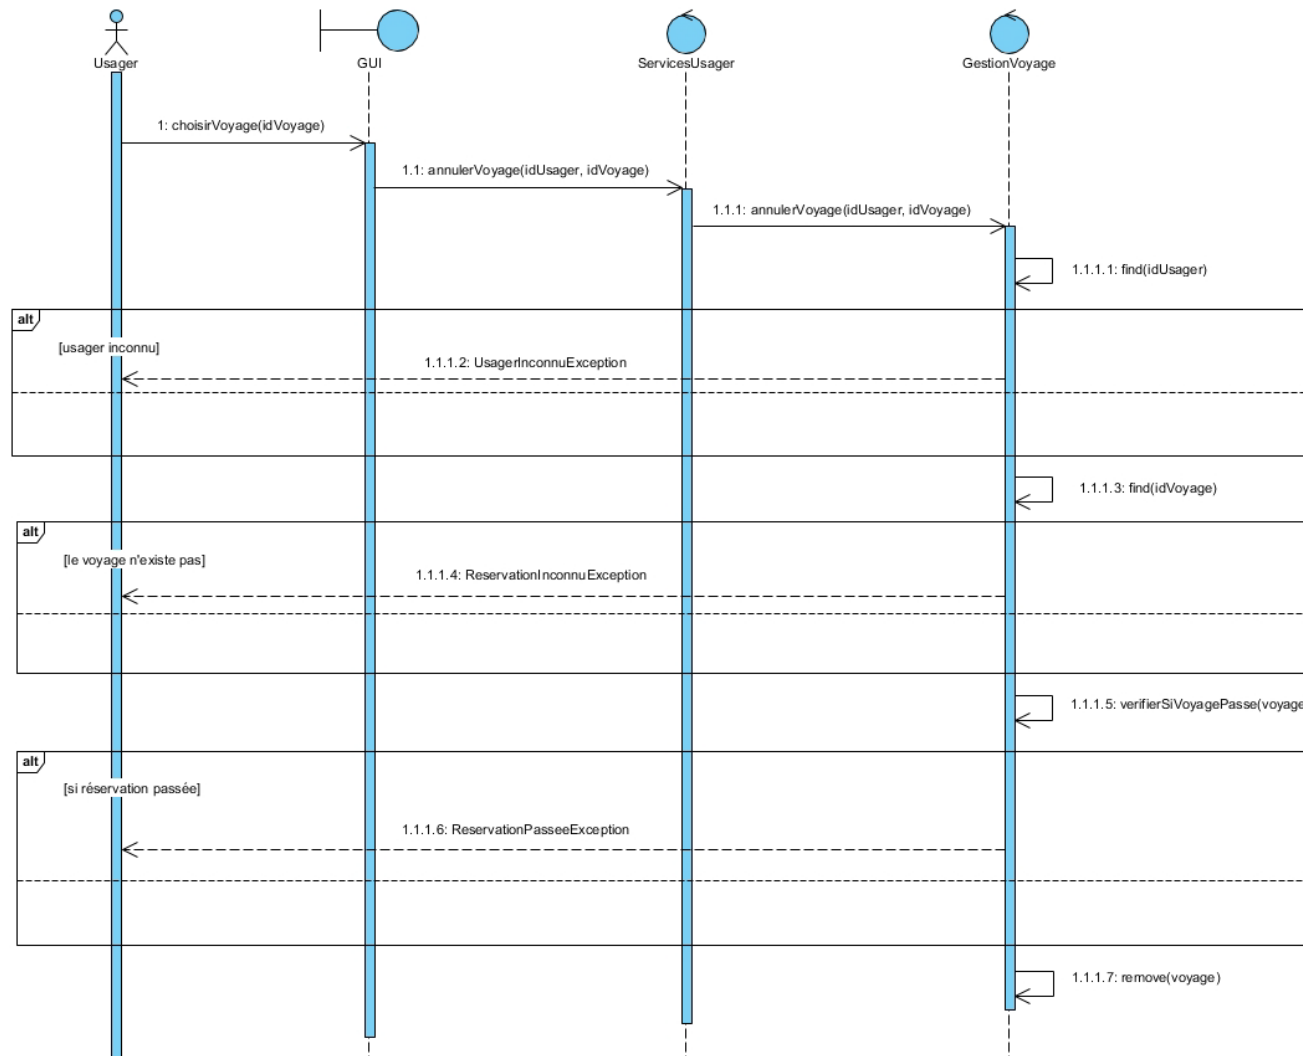 Usager
GUI
ServicesUsager
GestionVoyage
1: choisirVoyage(idVoyage)
1.1: annulerVoyage(idUsager, idVoyage)
1.1.1: annulerVoyage(idUsager, idVoyage)
1.1.1.1: find(idUsager)
alt
[usager inconnu]
1.1.1.2: UsagerInconnuException
1.1.1.3: find(idVoyage)
alt
[le voyage n'existe pas]
1.1.1.4: ReservationInconnuException
1.1.1.5: verifierSiVoyagePasse(voyage
alt
[si réservation passée]
1.1.1.6: ReservationPasseeException
1.1.1.7: remove(voyage)